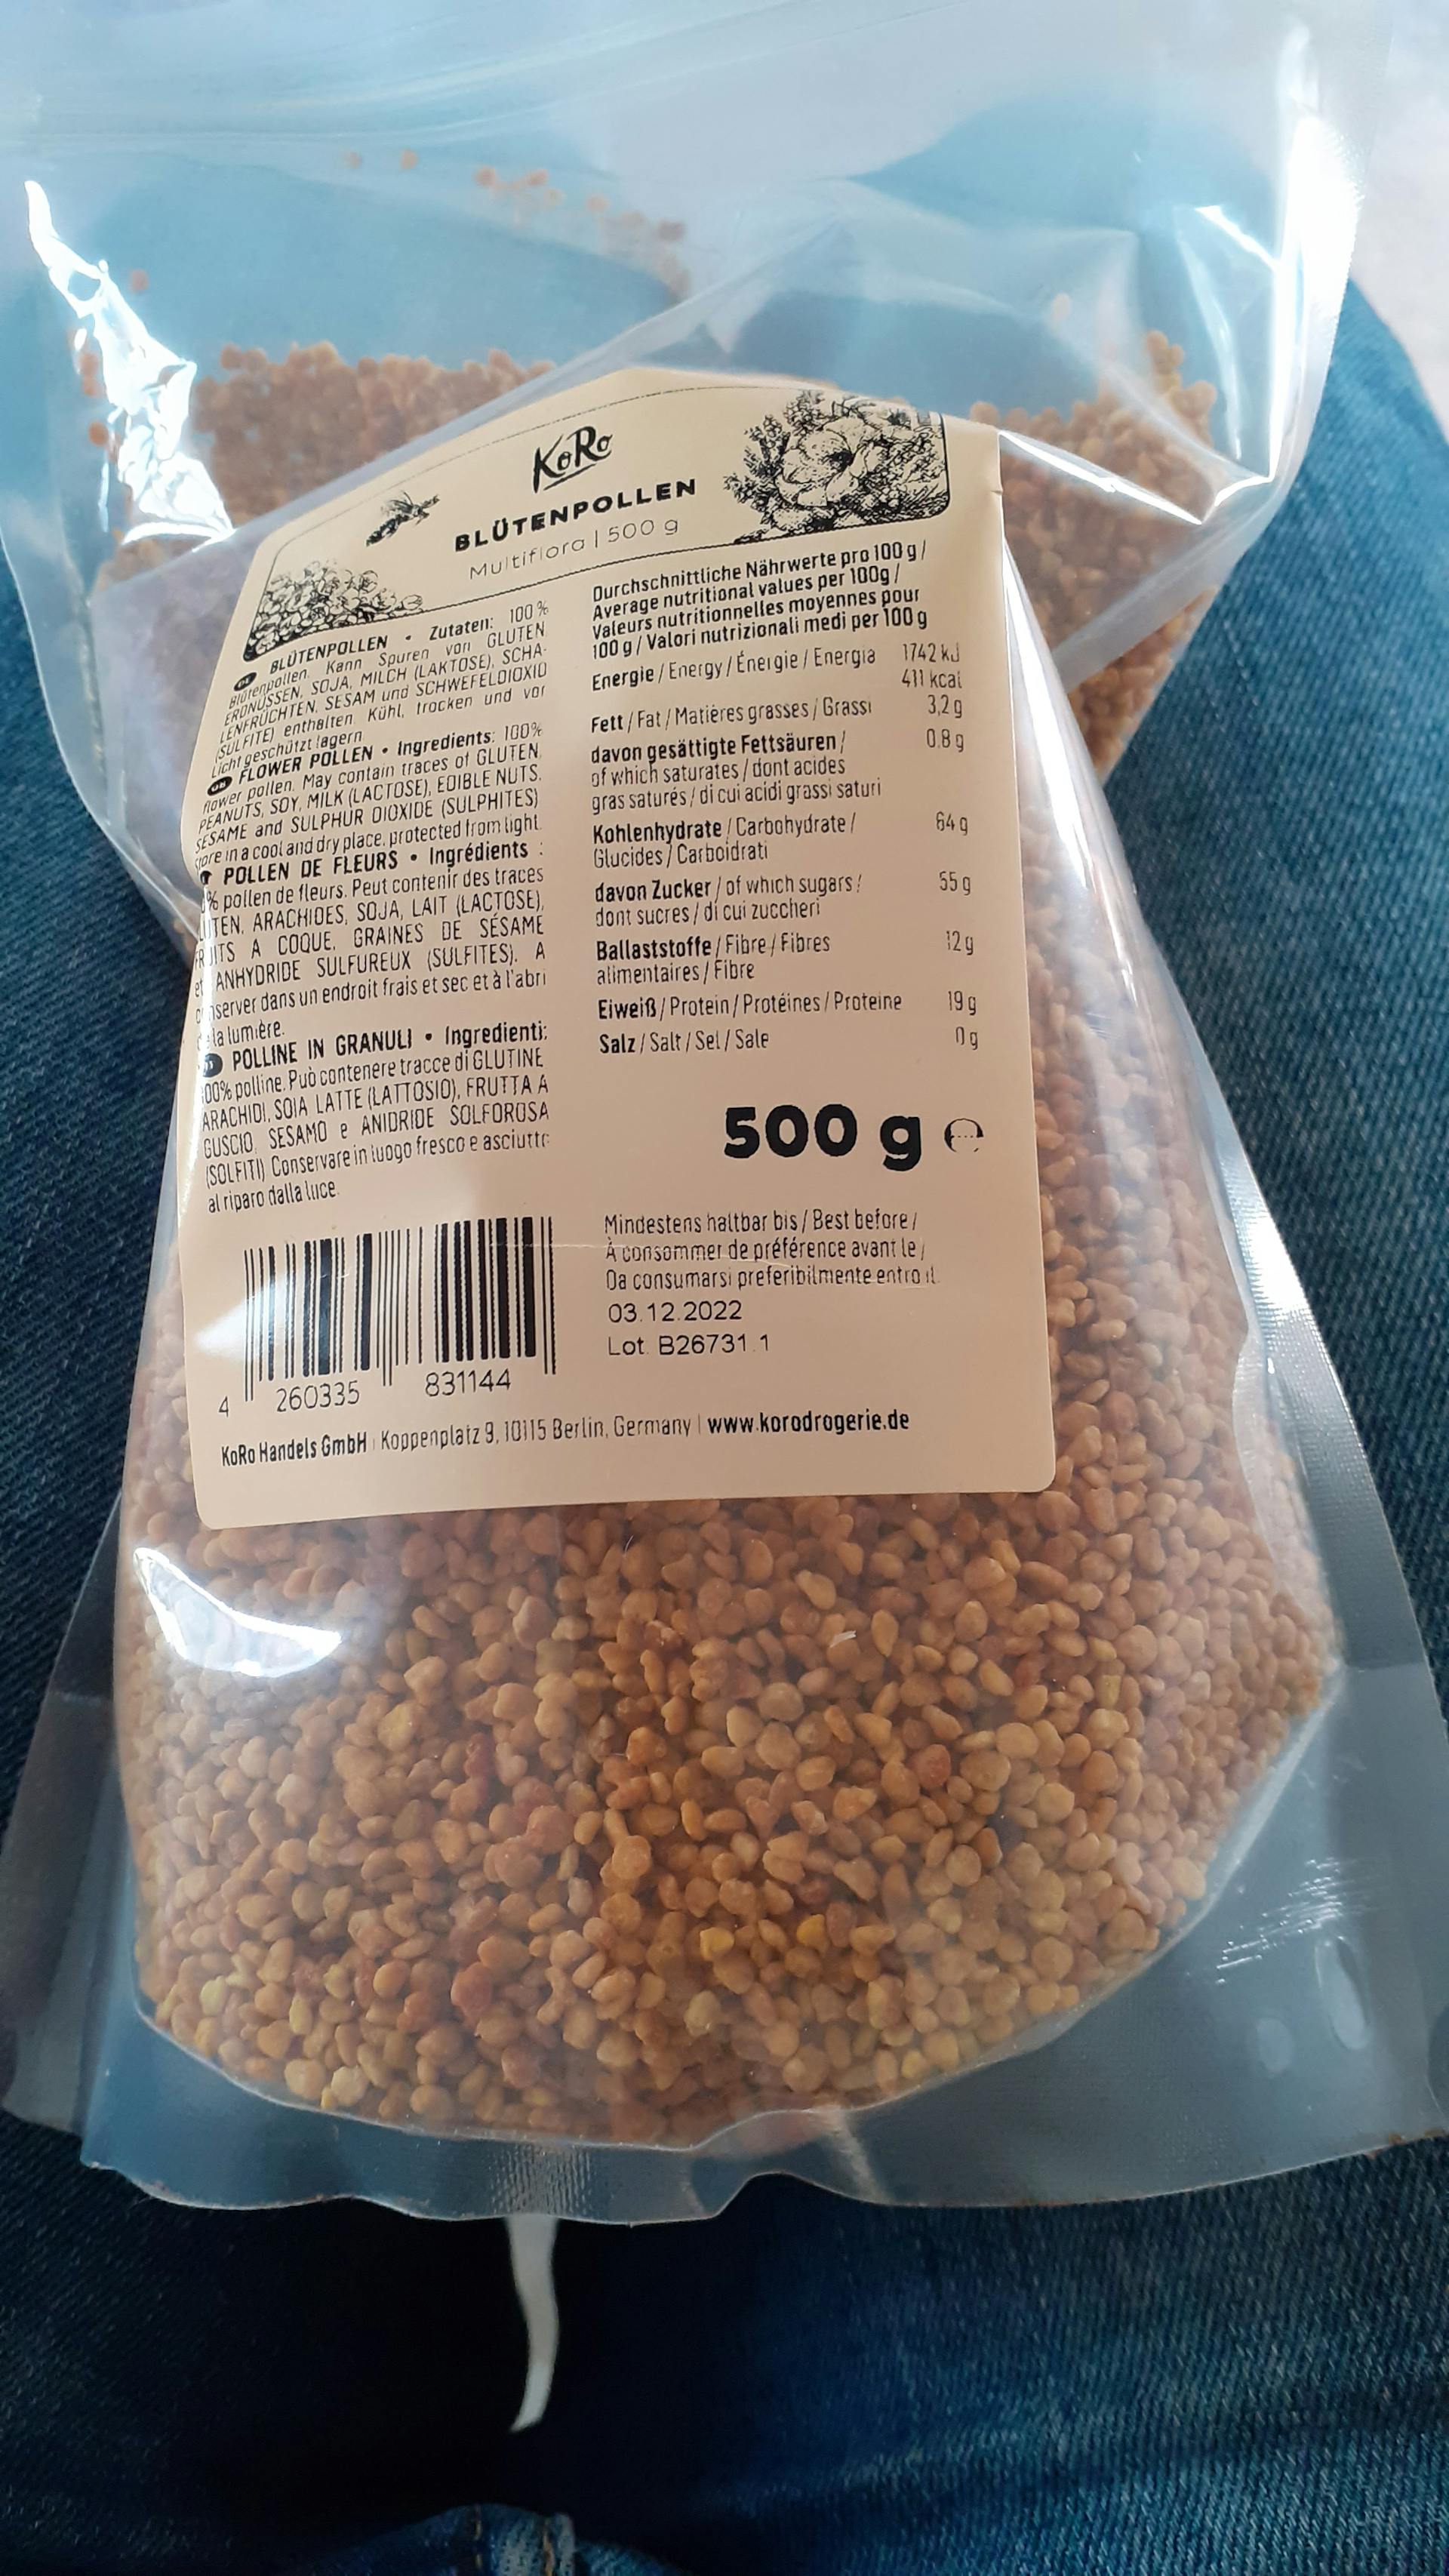 KoRo
BLÜTENPOLLEN
Multiflora | 500 g
DE BLÜTENPOLLEN • Zutaten: 100 %
Blütenpollen. Kann Spuren von GLUTEN,
ERDNÜSSEN, SOJA, MILCH (LAKTOSE), SCHA-
LENFRÜCHTEN, SESAM und SCHWEFELDIOXID
(SULFITE) enthalten. Kühl, trocken und vor
Licht geschützt lagern.
FLOWER POLLEN • Ingredients: 100%
flower pollen. May contain traces of GLUTEN,
PEANUTS, SOY, MILK (LACTOSE), EDIBLE NUTS,
SESAME and SULPHUR DIOXIDE (SULPHITES)
Store in a cool and dry place, protected from light.
POLLEN DE FLEURS • Ingrédients :
% pollen de fleurs. Peut contenir des traces
ARACHIDES, SOJA, LAIT (LACTOSE),
A COQUE, GRAINES DE SÉSAME
et ANHYDRIDE SULFUREUX (SULFITES). A
dans un endroit frais et sec et à l'abri
la lumière.
POLLINE IN GRANULI • Ingredienti:
100% polline. Può contenere tracce di GLUTINE
ARACHIDI, SOIA LATTE (LATTOSIO), FRUTTA A
GUSCIO, SESAMO e ANIDRIDE SOLFOROSA
(SOLFITI) Conservare in luogo fresco e asciutto
al riparo dalla luce.
Durchschnittliche Nährwerte pro 100 g /
Average nutritional values per 100g /
Valeurs nutritionnelles moyennes pour
100 g / Valori nutrizionali medi per 100 g
Energie / Energy / Énergie / Energia 1742 kJ
411 kcal
Fett / Fat / Matières grasses / Grassi 3,2 g
davon gesättigte Fettsäuren / 0,8 g
of which saturates / dont acides
gras saturés / di cui acidi grassi saturi
Kohlenhydrate / Carbohydrate / 64 g
Glucides / Carboidrati
davon Zucker / of which sugars / 55 g
dont sucres / di cui zuccheri
Ballaststoffe / Fibre / Fibres 12 g
alimentaires / Fibre
Eiweiß / Protein / Protéines / Proteine 19 g
Salz / Salt / Sel / Sale 0 g
500 g ℮
Mindestens haltbar bis / Best before /
À consommer de préférence avant le /
Da consumarsi preferibilmente entro il:
03.12.2022
Lot. B26731.1
4 260335 831144
KoRo Handels GmbH | Koppenplatz 9, 10115 Berlin, Germany | www.korodrogerie.de